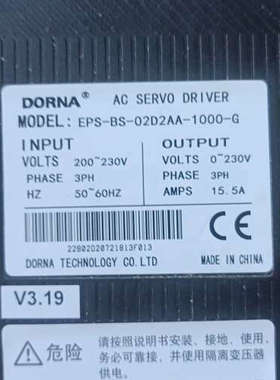 DORNA® AC SERVO DRIVER
MODEL: EPS-BS-02D2AA-1000-G
INPUT OUTPUT
VOLTS 200~230V VOLTS 0~230V
PHASE 3PH PHASE 3PH
HZ 50~60HZ AMPS 15.5A
CE
22B02D20721813F013
DORNA TECHNOLOGY CO.LTD MADE IN CHINA
V3.19
危险
请按照说明书安装、接地、使用、
务必可靠接，并使用隔离变压器
供电。